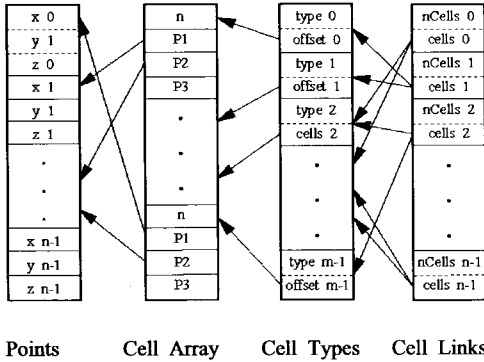 x 0
y 1
z 0
x 1
y 1
z 1
x n-1
y n-1
z n-1
Points
n
P1
P2
P3
n
P1
P2
P3
Cell Array
type 0
offset 0
type 1
offset 1
type 2
cells 2
type m-1
offset m-1
Cell Types
nCells 0
cells 0
nCells 1
cells 1
nCells 2
cells 2
nCells n-1
cells n-1
Cell Links